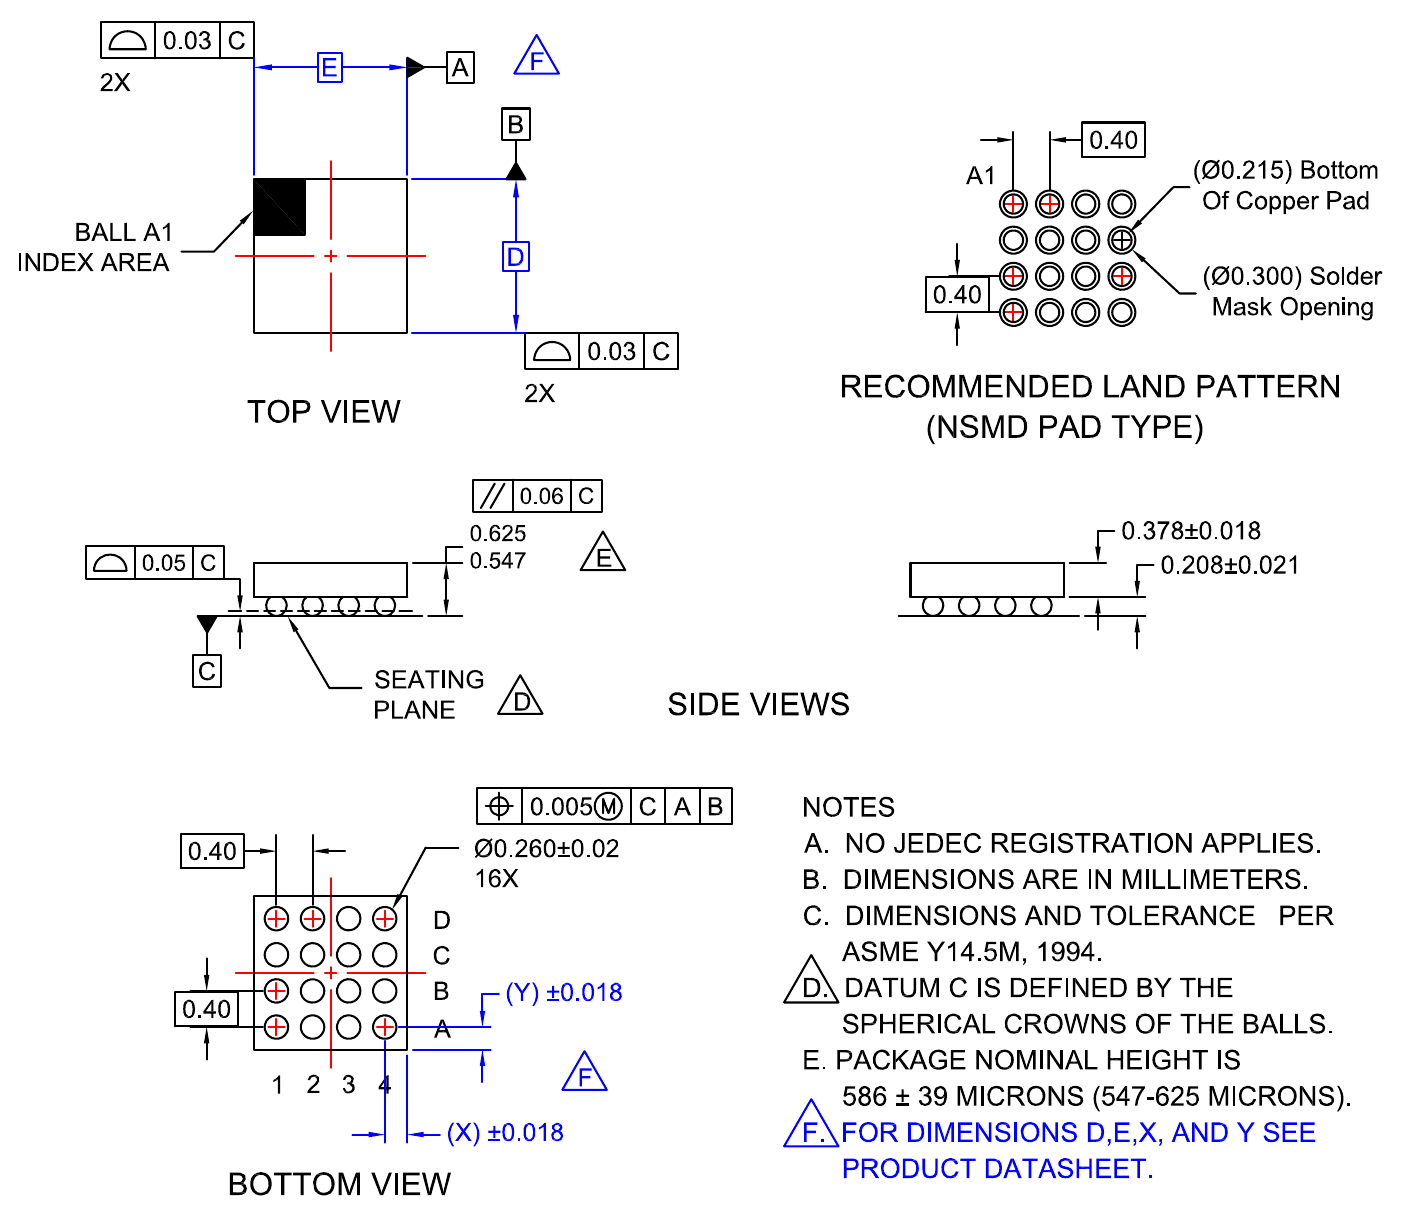 0.03 C
2X
E
A
F
B
BALL A1
INDEX AREA
D
0.03 C
2X
TOP VIEW
0.40
A1
(Ø0.215) Bottom
Of Copper Pad
0.40
(Ø0.300) Solder
Mask Opening
RECOMMENDED LAND PATTERN
(NSMD PAD TYPE)
// 0.06 C
0.625
0.547
E
0.05 C
C
SEATING
PLANE
D
0.378±0.018
0.208±0.021
SIDE VIEWS
⌖ 0.005Ⓜ C A B
Ø0.260±0.02
16X
0.40
D
C
B
A
0.40
(Y) ±0.018
F
1 2 3 4
(X) ±0.018
BOTTOM VIEW
NOTES
A. NO JEDEC REGISTRATION APPLIES.
B. DIMENSIONS ARE IN MILLIMETERS.
C. DIMENSIONS AND TOLERANCE PER
ASME Y14.5M, 1994.
D. DATUM C IS DEFINED BY THE
SPHERICAL CROWNS OF THE BALLS.
E. PACKAGE NOMINAL HEIGHT IS
586 ± 39 MICRONS (547-625 MICRONS).
F. FOR DIMENSIONS D,E,X, AND Y SEE
PRODUCT DATASHEET.